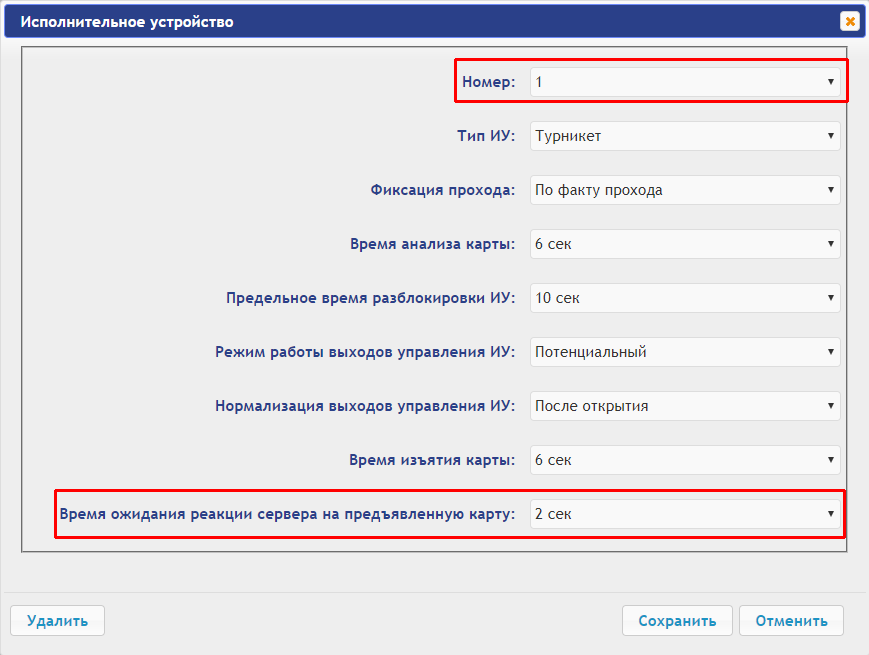 Исполнительное устройство
Номер: 1
Тип ИУ: Турникет
Фиксация прохода: По факту прохода
Время анализа карты: 6 сек
Предельное время разблокировки ИУ: 10 сек
Режим работы выходов управления ИУ: Потенциальный
Нормализация выходов управления ИУ: После открытия
Время изъятия карты: 6 сек
Время ожидания реакции сервера на предъявленную карту: 2 сек
Удалить Сохранить Отменить